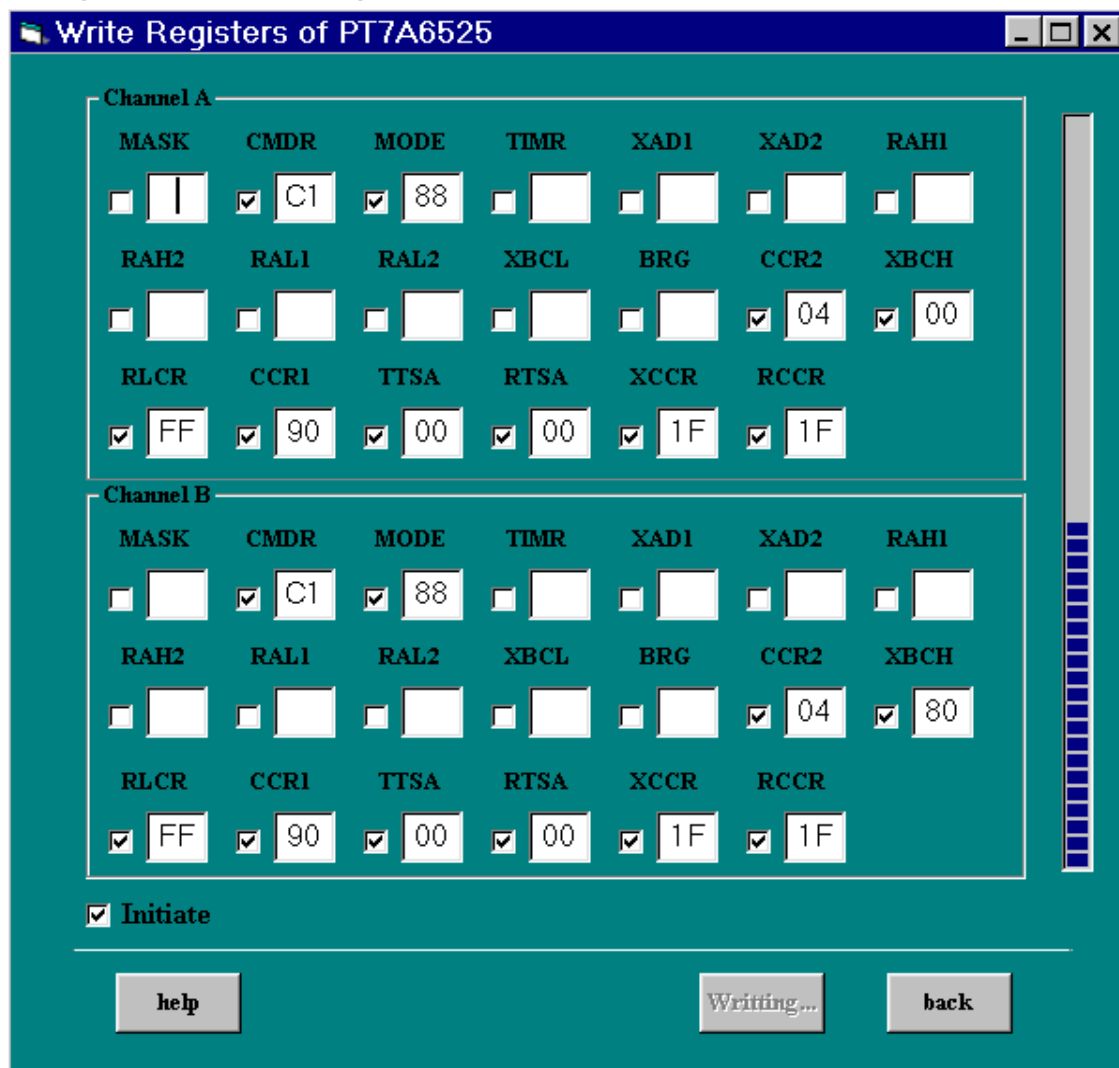 Write Registers of PT7A6525
Channel A
MASK CMDR MODE TIMR XAD1 XAD2 RAH1
C1 88
RAH2 RAL1 RAL2 XBCL BRG CCR2 XBCH
04 00
RLCR CCR1 TTSA RTSA XCCR RCCR
FF 90 00 00 1F 1F
Channel B
MASK CMDR MODE TIMR XAD1 XAD2 RAH1
C1 88
RAH2 RAL1 RAL2 XBCL BRG CCR2 XBCH
04 80
RLCR CCR1 TTSA RTSA XCCR RCCR
FF 90 00 00 1F 1F
Initiate
help Writting... back